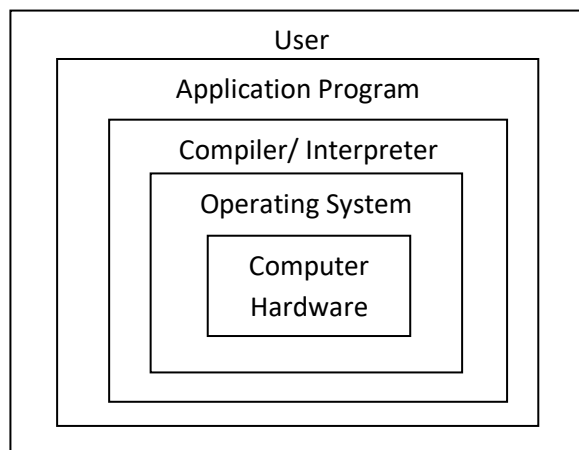 User
Application Program
Compiler/ Interpreter
Operating System
Computer
Hardware